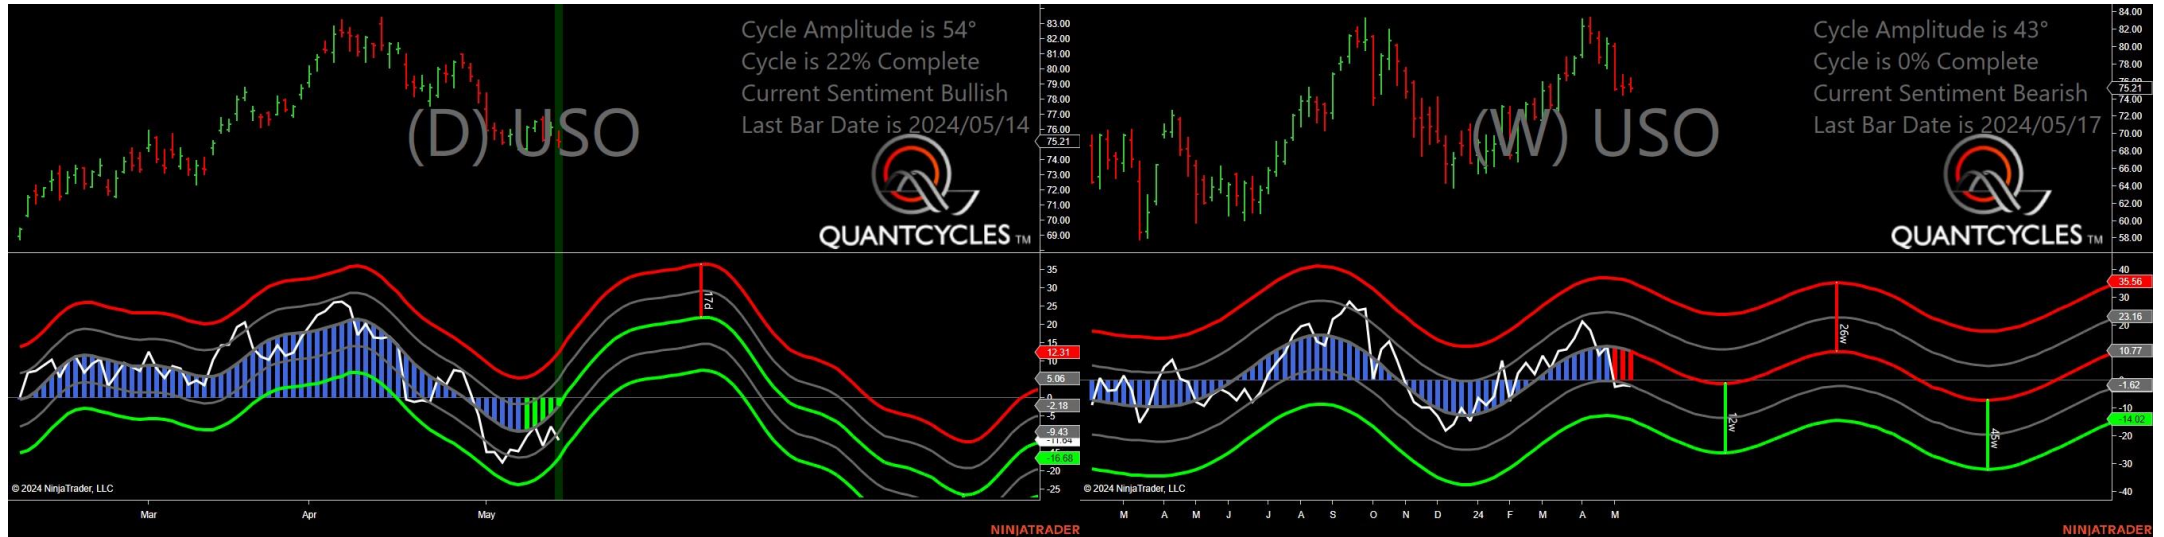 Cycle Amplitude is 54°
Cycle is 22% Complete
Current Sentiment Bullish
Last Bar Date is 2024/05/14
(D) USO
QUANTCYCLES TM
83.00
82.00
81.00
80.00
79.00
78.00
77.00
76.00
75.21
74.00
73.00
72.00
71.00
70.00
69.00
35
30
25
20
15
12.31
10
5.06
0
-2.18
-5
-9.43
-11.64
-16.68
-20
-25
17d
© 2024 NinjaTrader, LLC
Mar Apr May
NINJATRADER
Cycle Amplitude is 43°
Cycle is 0% Complete
Current Sentiment Bearish
Last Bar Date is 2024/05/17
(W) USO
QUANTCYCLES TM
84.00
82.00
80.00
78.00
76.00
75.21
74.00
72.00
70.00
68.00
66.00
64.00
62.00
60.00
58.00
40
35.56
30
23.16
20
10.77
-1.62
-10
-14.02
-20
-30
-40
26w
12w
45w
© 2024 NinjaTrader, LLC
M A M J J A S O N D 24 F M A M
NINJATRADER